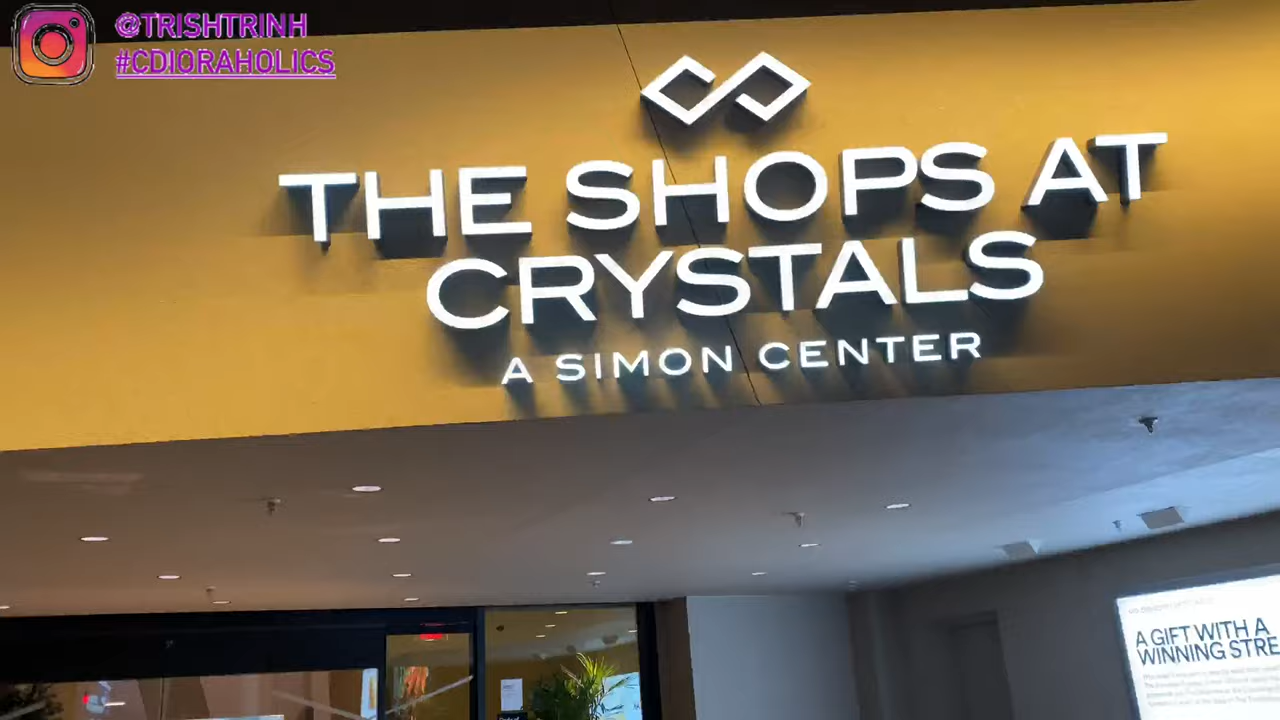 @TRISHTRINH
#CDIORAHOLICS
THE SHOPS AT
CRYSTALS
A SIMON CENTER
A GIFT WITH A
WINNING STRE